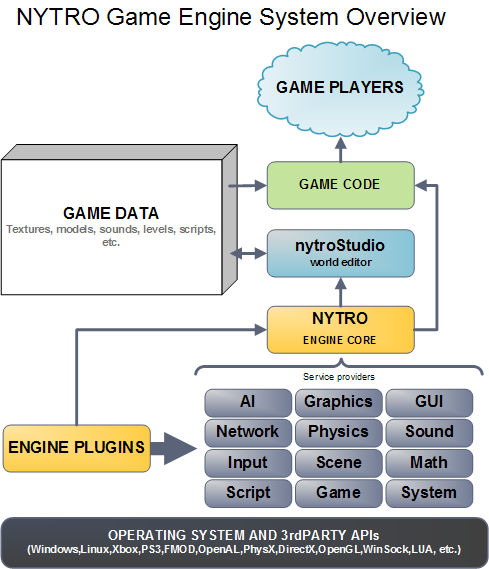 NYTRO Game Engine System Overview
GAME PLAYERS
GAME CODE
GAME DATA
Textures, models, sounds, levels, scripts,
etc.
nytroStudio
world editor
NYTRO
ENGINE CORE
Service providers
AI Graphics GUI
Network Physics Sound
Input Scene Math
Script Game System
ENGINE PLUGINS
OPERATING SYSTEM AND 3rdPARTY APIs
(Windows,Linux,Xbox,PS3,FMOD,OpenAL,PhysX,DirectX,OpenGL,WinSock,LUA, etc.)